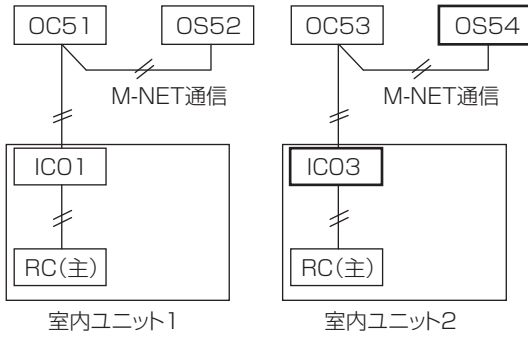 OC51 OS52 OC53 OS54
M-NET通信 M-NET通信
IC01 IC03
RC(主) RC(主)
室内ユニット1 室内ユニット2